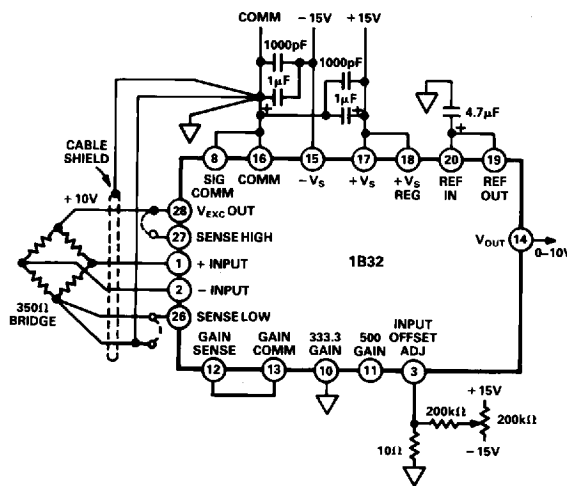 COMM
−15V
+15V
1000pF
1000pF
1μF
+
1μF
+
4.7μF
+
CABLE
SHIELD
8
16
15
17
18
20
19
SIG
COMM
COMM
−VS
+VS
+VS
REG
REF
IN
REF
OUT
+10V
28
VEXC OUT
27
SENSE HIGH
1
+ INPUT
2
− INPUT
26
SENSE LOW
350Ω
BRIDGE
1B32
VOUT
14
0–10V
GAIN
SENSE
GAIN
COMM
333.3
GAIN
500
GAIN
INPUT
OFFSET
ADJ
12
13
10
11
3
+15V
200kΩ
200kΩ
10Ω
−15V